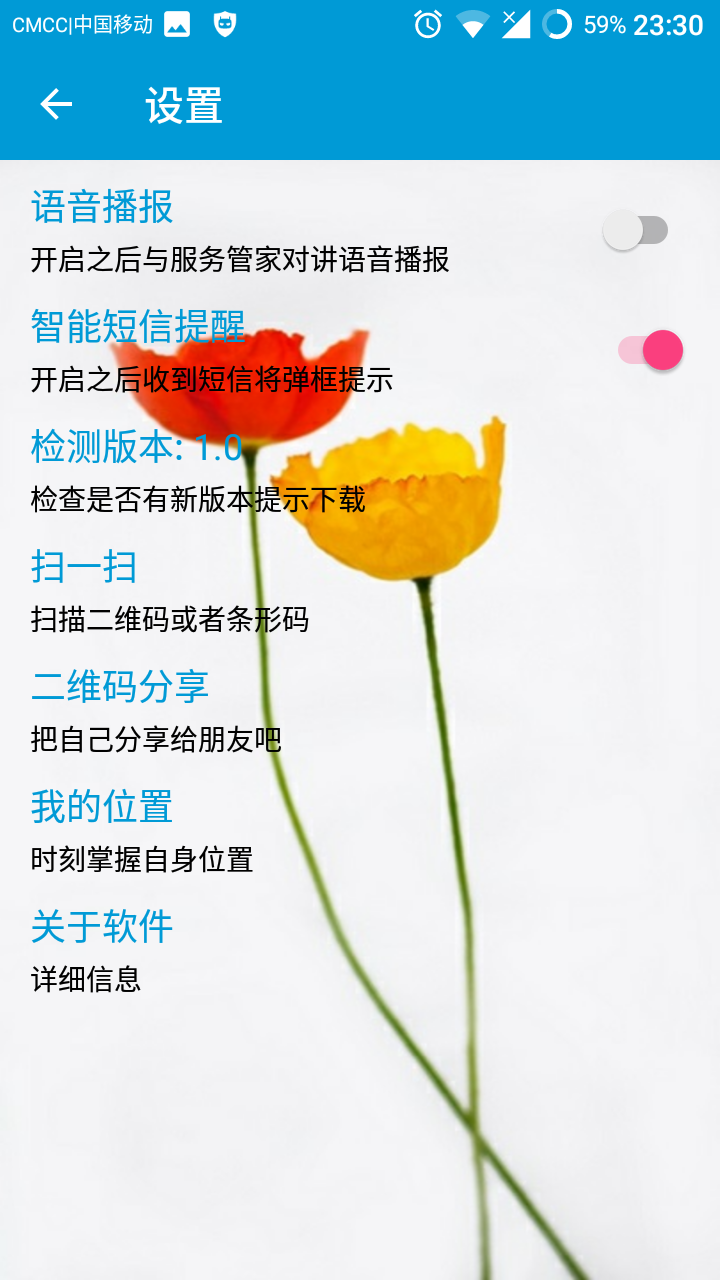 CMCC|中国移动 59% 23:30
设置
语音播报
开启之后与服务管家对讲语音播报
智能短信提醒
开启之后收到短信将弹框提示
检测版本: 1.0
检查是否有新版本提示下载
扫一扫
扫描二维码或者条形码
二维码分享
把自己分享给朋友吧
我的位置
时刻掌握自身位置
关于软件
详细信息